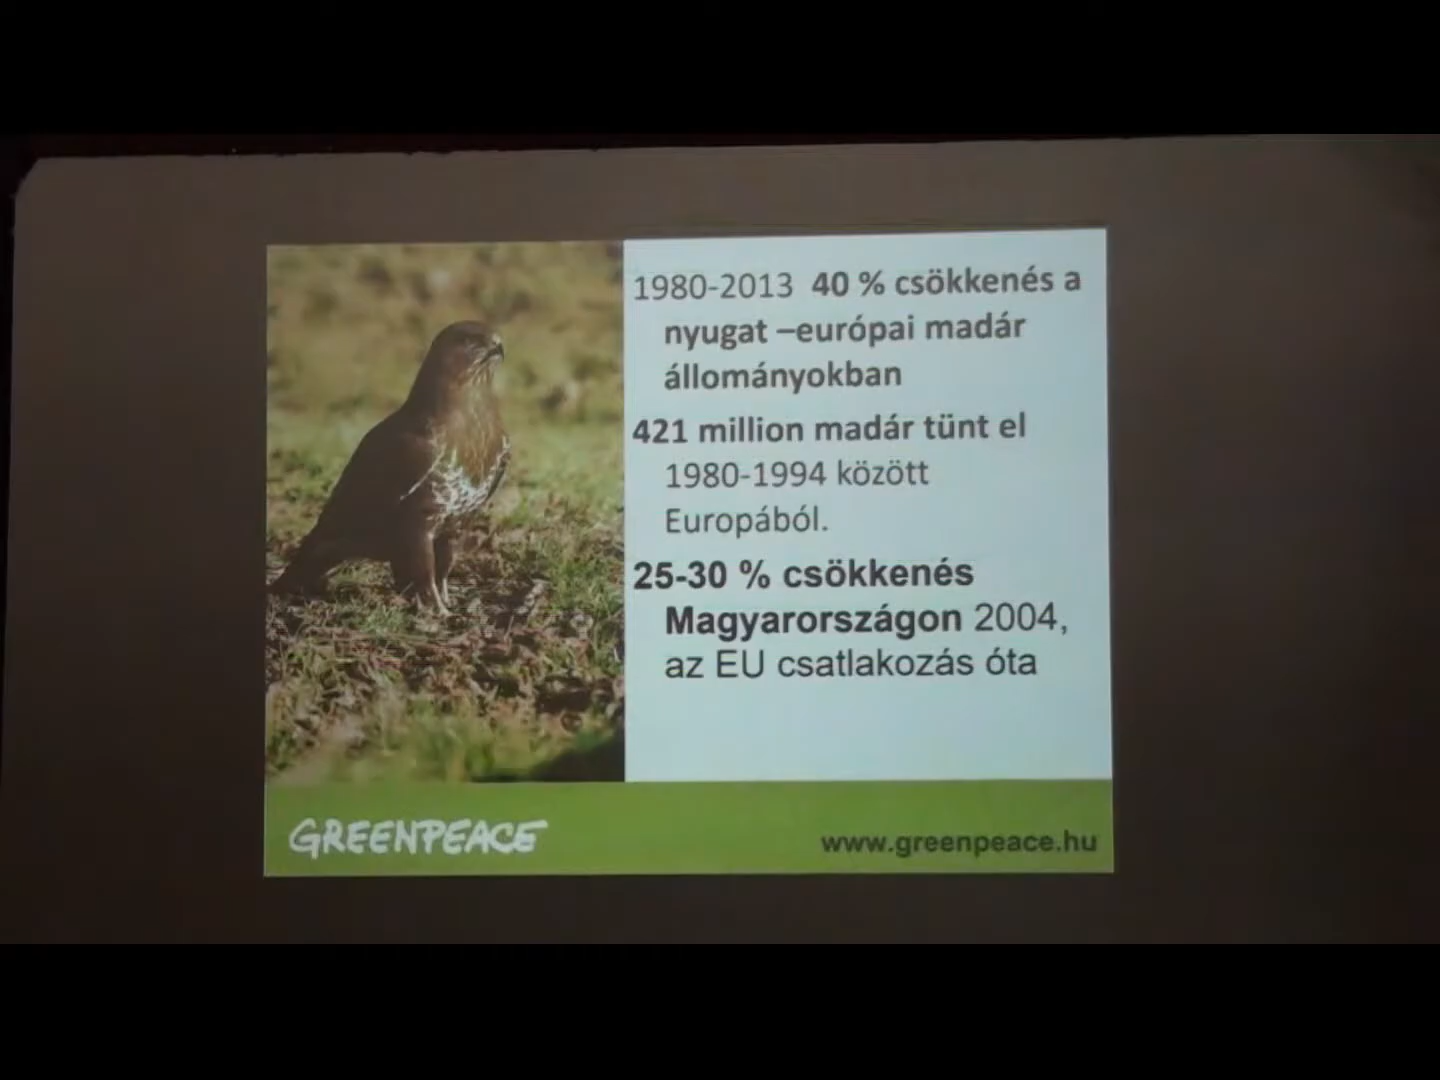 1980-2013 40 % csökkenés a
nyugat –európai madár
állományokban
421 million madár tünt el
1980-1994 között
Európából.
25-30 % csökkenés
Magyarországon 2004,
az EU csatlakozás óta
GREENPEACE
www.greenpeace.hu